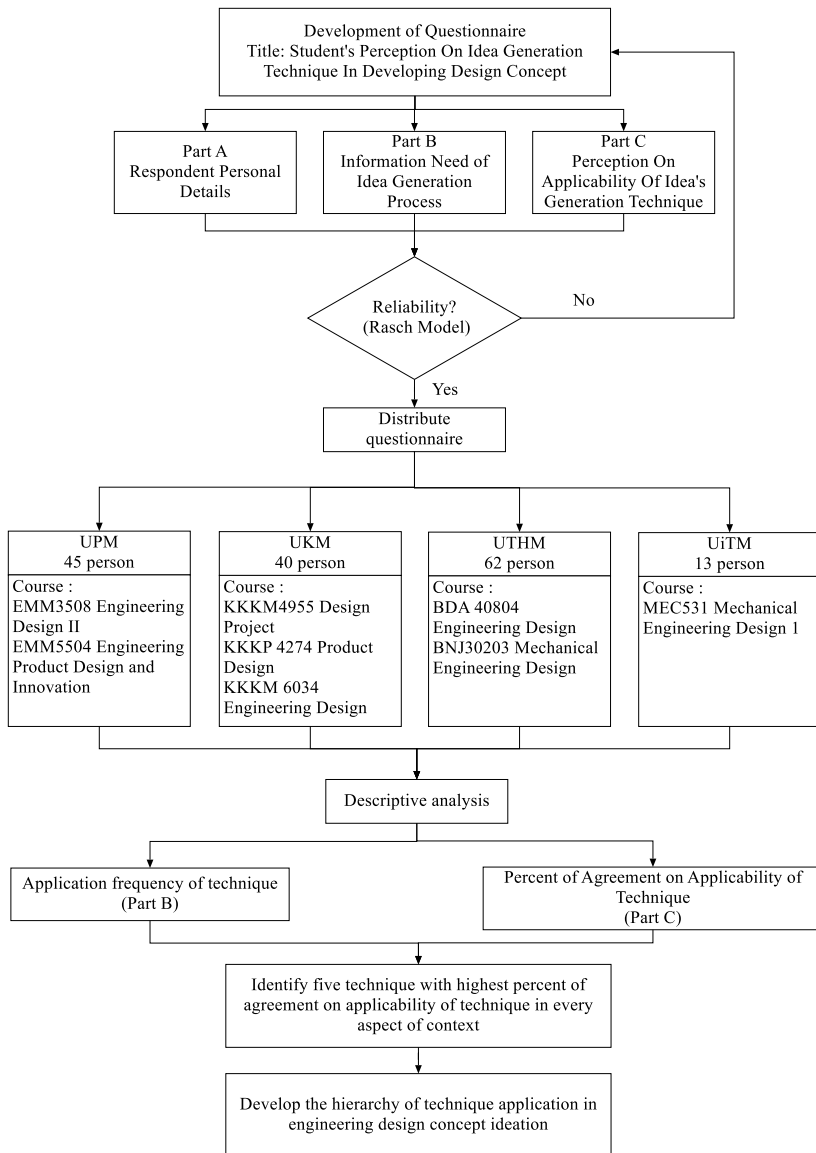 Development of Questionnaire
Title: Student's Perception On Idea Generation
Technique In Developing Design Concept
Part A
Respondent Personal
Details
Part B
Information Need of
Idea Generation
Process
Part C
Perception On
Applicability Of Idea's
Generation Technique
Reliability?
(Rasch Model)
No
Yes
Distribute
questionnaire
UPM
45 person
Course :
EMM3508 Engineering
Design II
EMM5504 Engineering
Product Design and
Innovation
UKM
40 person
Course :
KKKM4955 Design
Project
KKKP 4274 Product
Design
KKKM 6034
Engineering Design
UTHM
62 person
Course :
BDA 40804
Engineering Design
BNJ30203 Mechanical
Engineering Design
UiTM
13 person
Course :
MEC531 Mechanical
Engineering Design 1
Descriptive analysis
Application frequency of technique
(Part B)
Percent of Agreement on Applicability of
Technique
(Part C)
Identify five technique with highest percent of
agreement on applicability of technique in every
aspect of context
Develop the hierarchy of technique application in
engineering design concept ideation